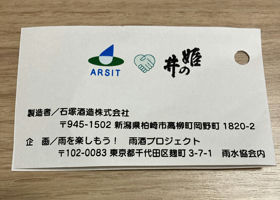 ARSIT
姫の井
製造者／石塚酒造株式会社
〒945-1502 新潟県柏崎市高柳町岡野町 1820-2
企　画／雨を楽しもう！　雨酒プロジェクト
〒102-0083 東京都千代田区麹町 3-7-1　雨水協会内